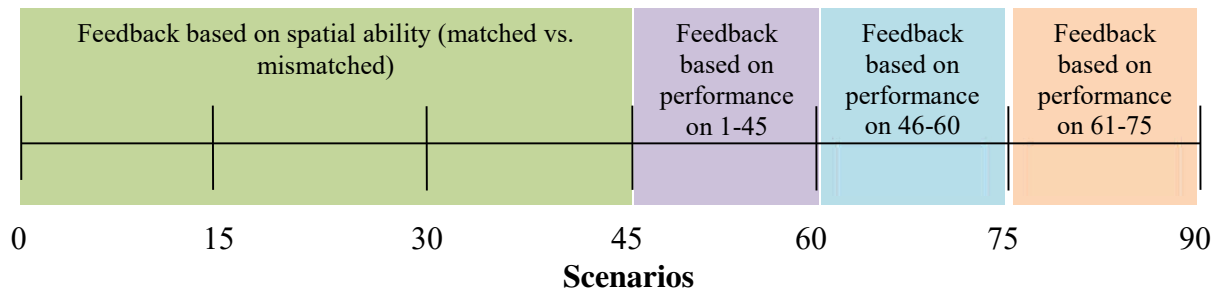 Feedback based on spatial ability (matched vs.
mismatched)
Feedback
based on
performance
on 1-45
Feedback
based on
performance
on 46-60
Feedback
based on
performance
on 61-75
0 15 30 45 60 75 90
Scenarios